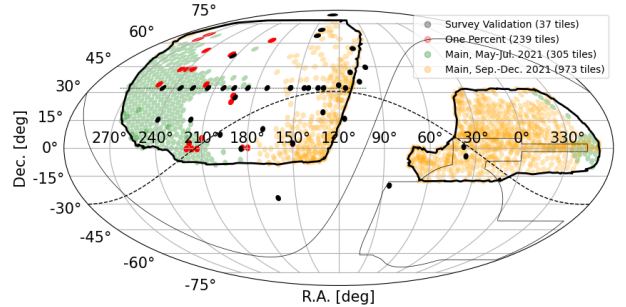 75°
60°
45°
30°
15°
0°
-15°
-30°
-45°
-60°
-75°
Dec. [deg]
270° 240° 210° 180° 150° 120° 90° 60° 30° 0° 330°
R.A. [deg]
Survey Validation (37 tiles)
One Percent (239 tiles)
Main, May-Jul. 2021 (305 tiles)
Main, Sep.-Dec. 2021 (973 tiles)